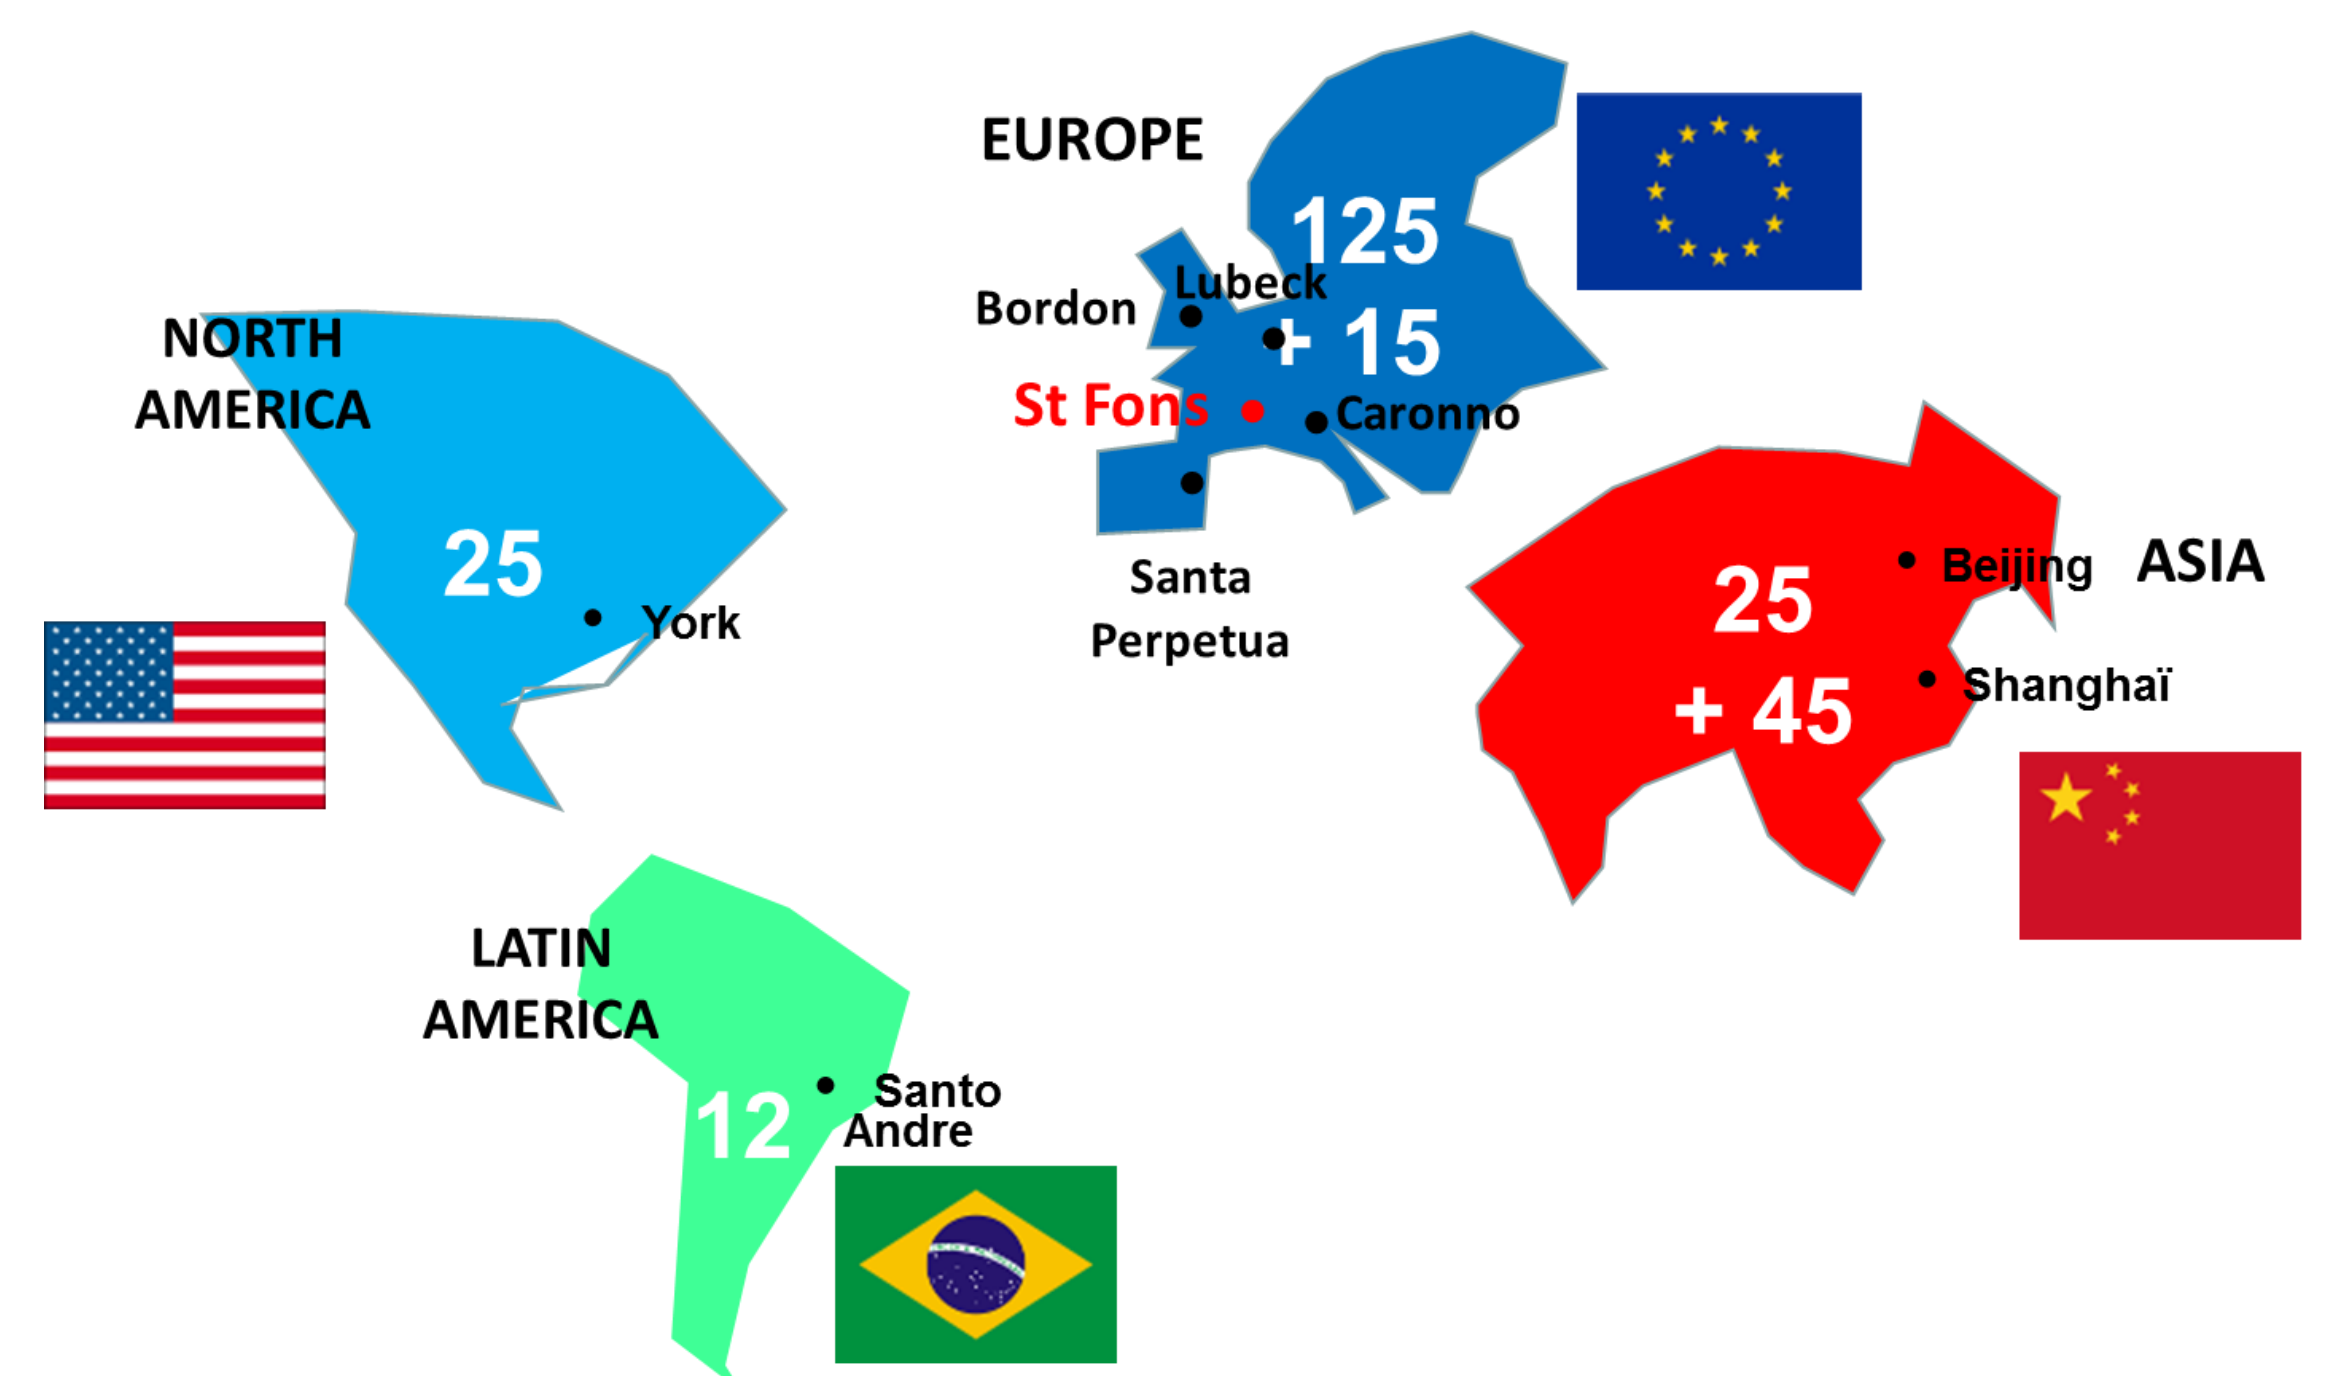 EUROPE
125
Lubeck
Bordon
+ 15
St Fons
Caronno
Santa
Perpetua
NORTH
AMERICA
25
York
25
Beijing
ASIA
+ 45
Shanghaï
LATIN
AMERICA
12
Santo
Andre